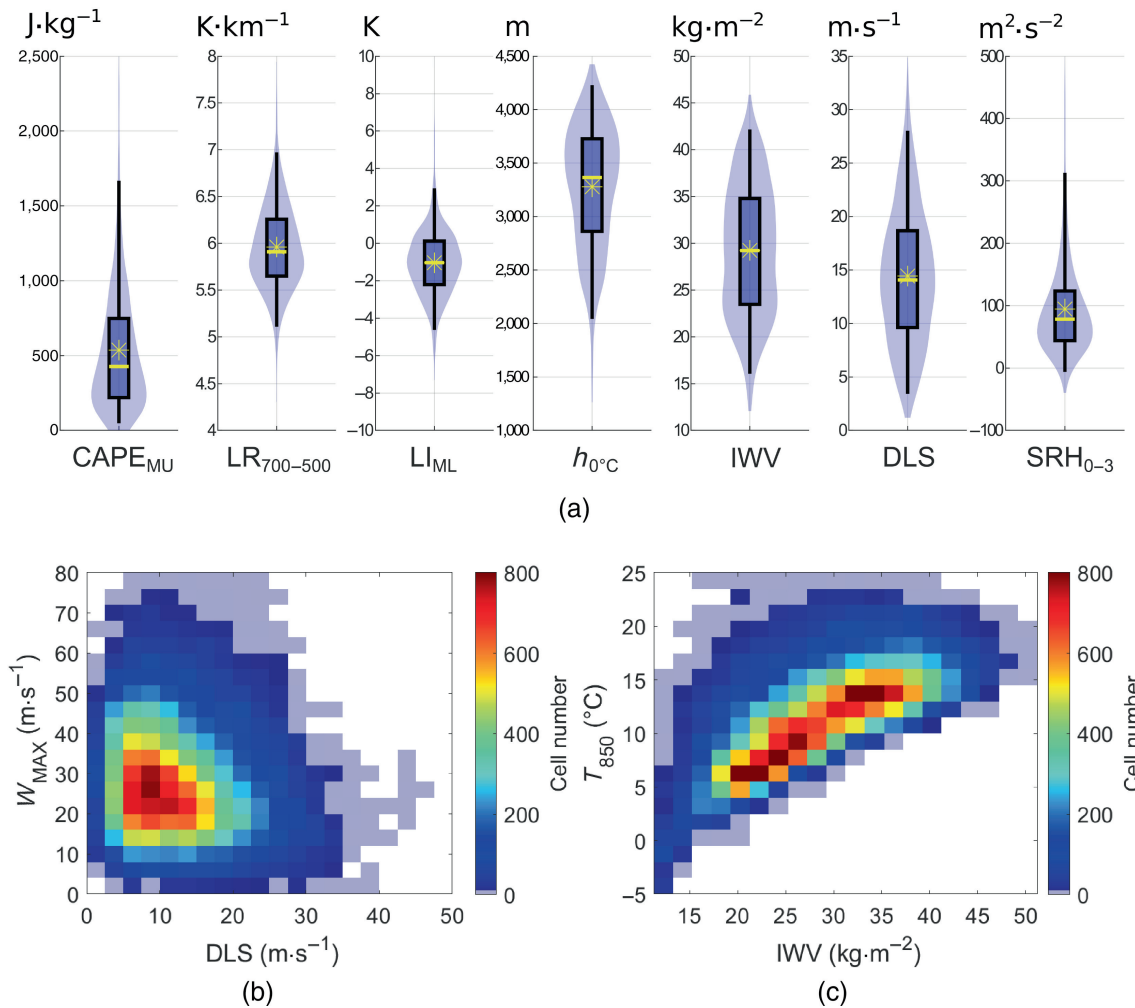 J·kg⁻¹ K·km⁻¹ K m kg·m⁻² m·s⁻¹ m²·s⁻²
2,500 8 10 4,500 50 35 500
7.5 8 45 30 400
2,000 7 6 4,000 40 25 300
1,500 6.5 4 3,500 35 20 200
6 2 3,000 30 15 100
1,000 5.5 0 2,500 25 10 0
5 −2 2,000 20 5 −100
500 4.5 −4 1,500 15 0
0 4 −6 1,000 10
−8
−10
CAPE_MU LR_700–500 LI_ML h_0°C IWV DLS SRH_0–3
(a)
80 800 25 800
70 20
60 600 15 600
50 10
40 400 5 400
30 0
20 200 −5 200
10 0
0 0
W_MAX (m·s⁻¹) Cell number T_850 (°C) Cell number
0 10 20 30 40 50 15 20 25 30 35 40 45 50
DLS (m·s⁻¹) IWV (kg·m⁻²)
(b) (c)